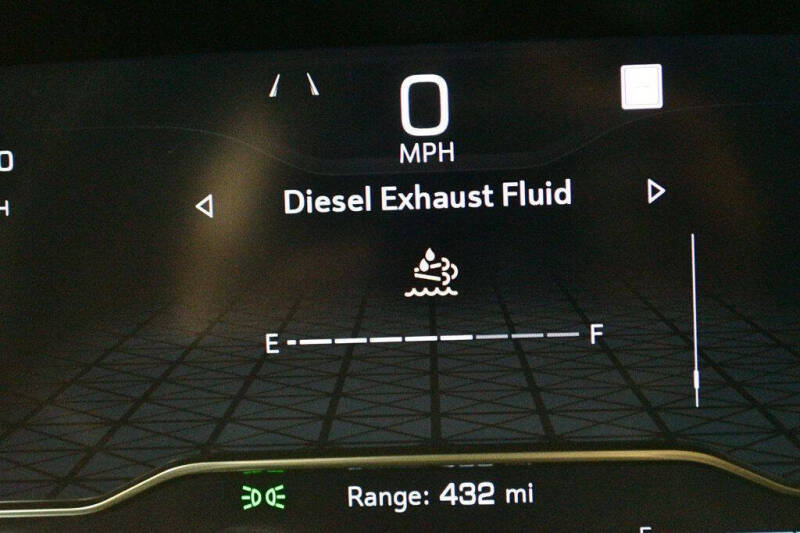 0
MPH
Diesel Exhaust Fluid
E F
Range: 432 mi